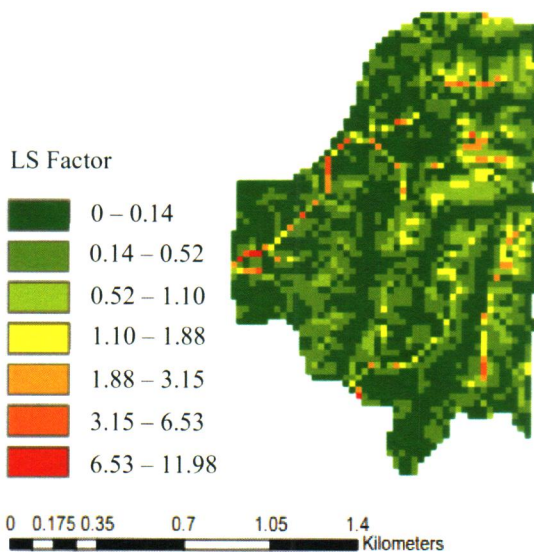 LS Factor
0 – 0.14
0.14 – 0.52
0.52 – 1.10
1.10 – 1.88
1.88 – 3.15
3.15 – 6.53
6.53 – 11.98
0 0.175 0.35 0.7 1.05 1.4
Kilometers